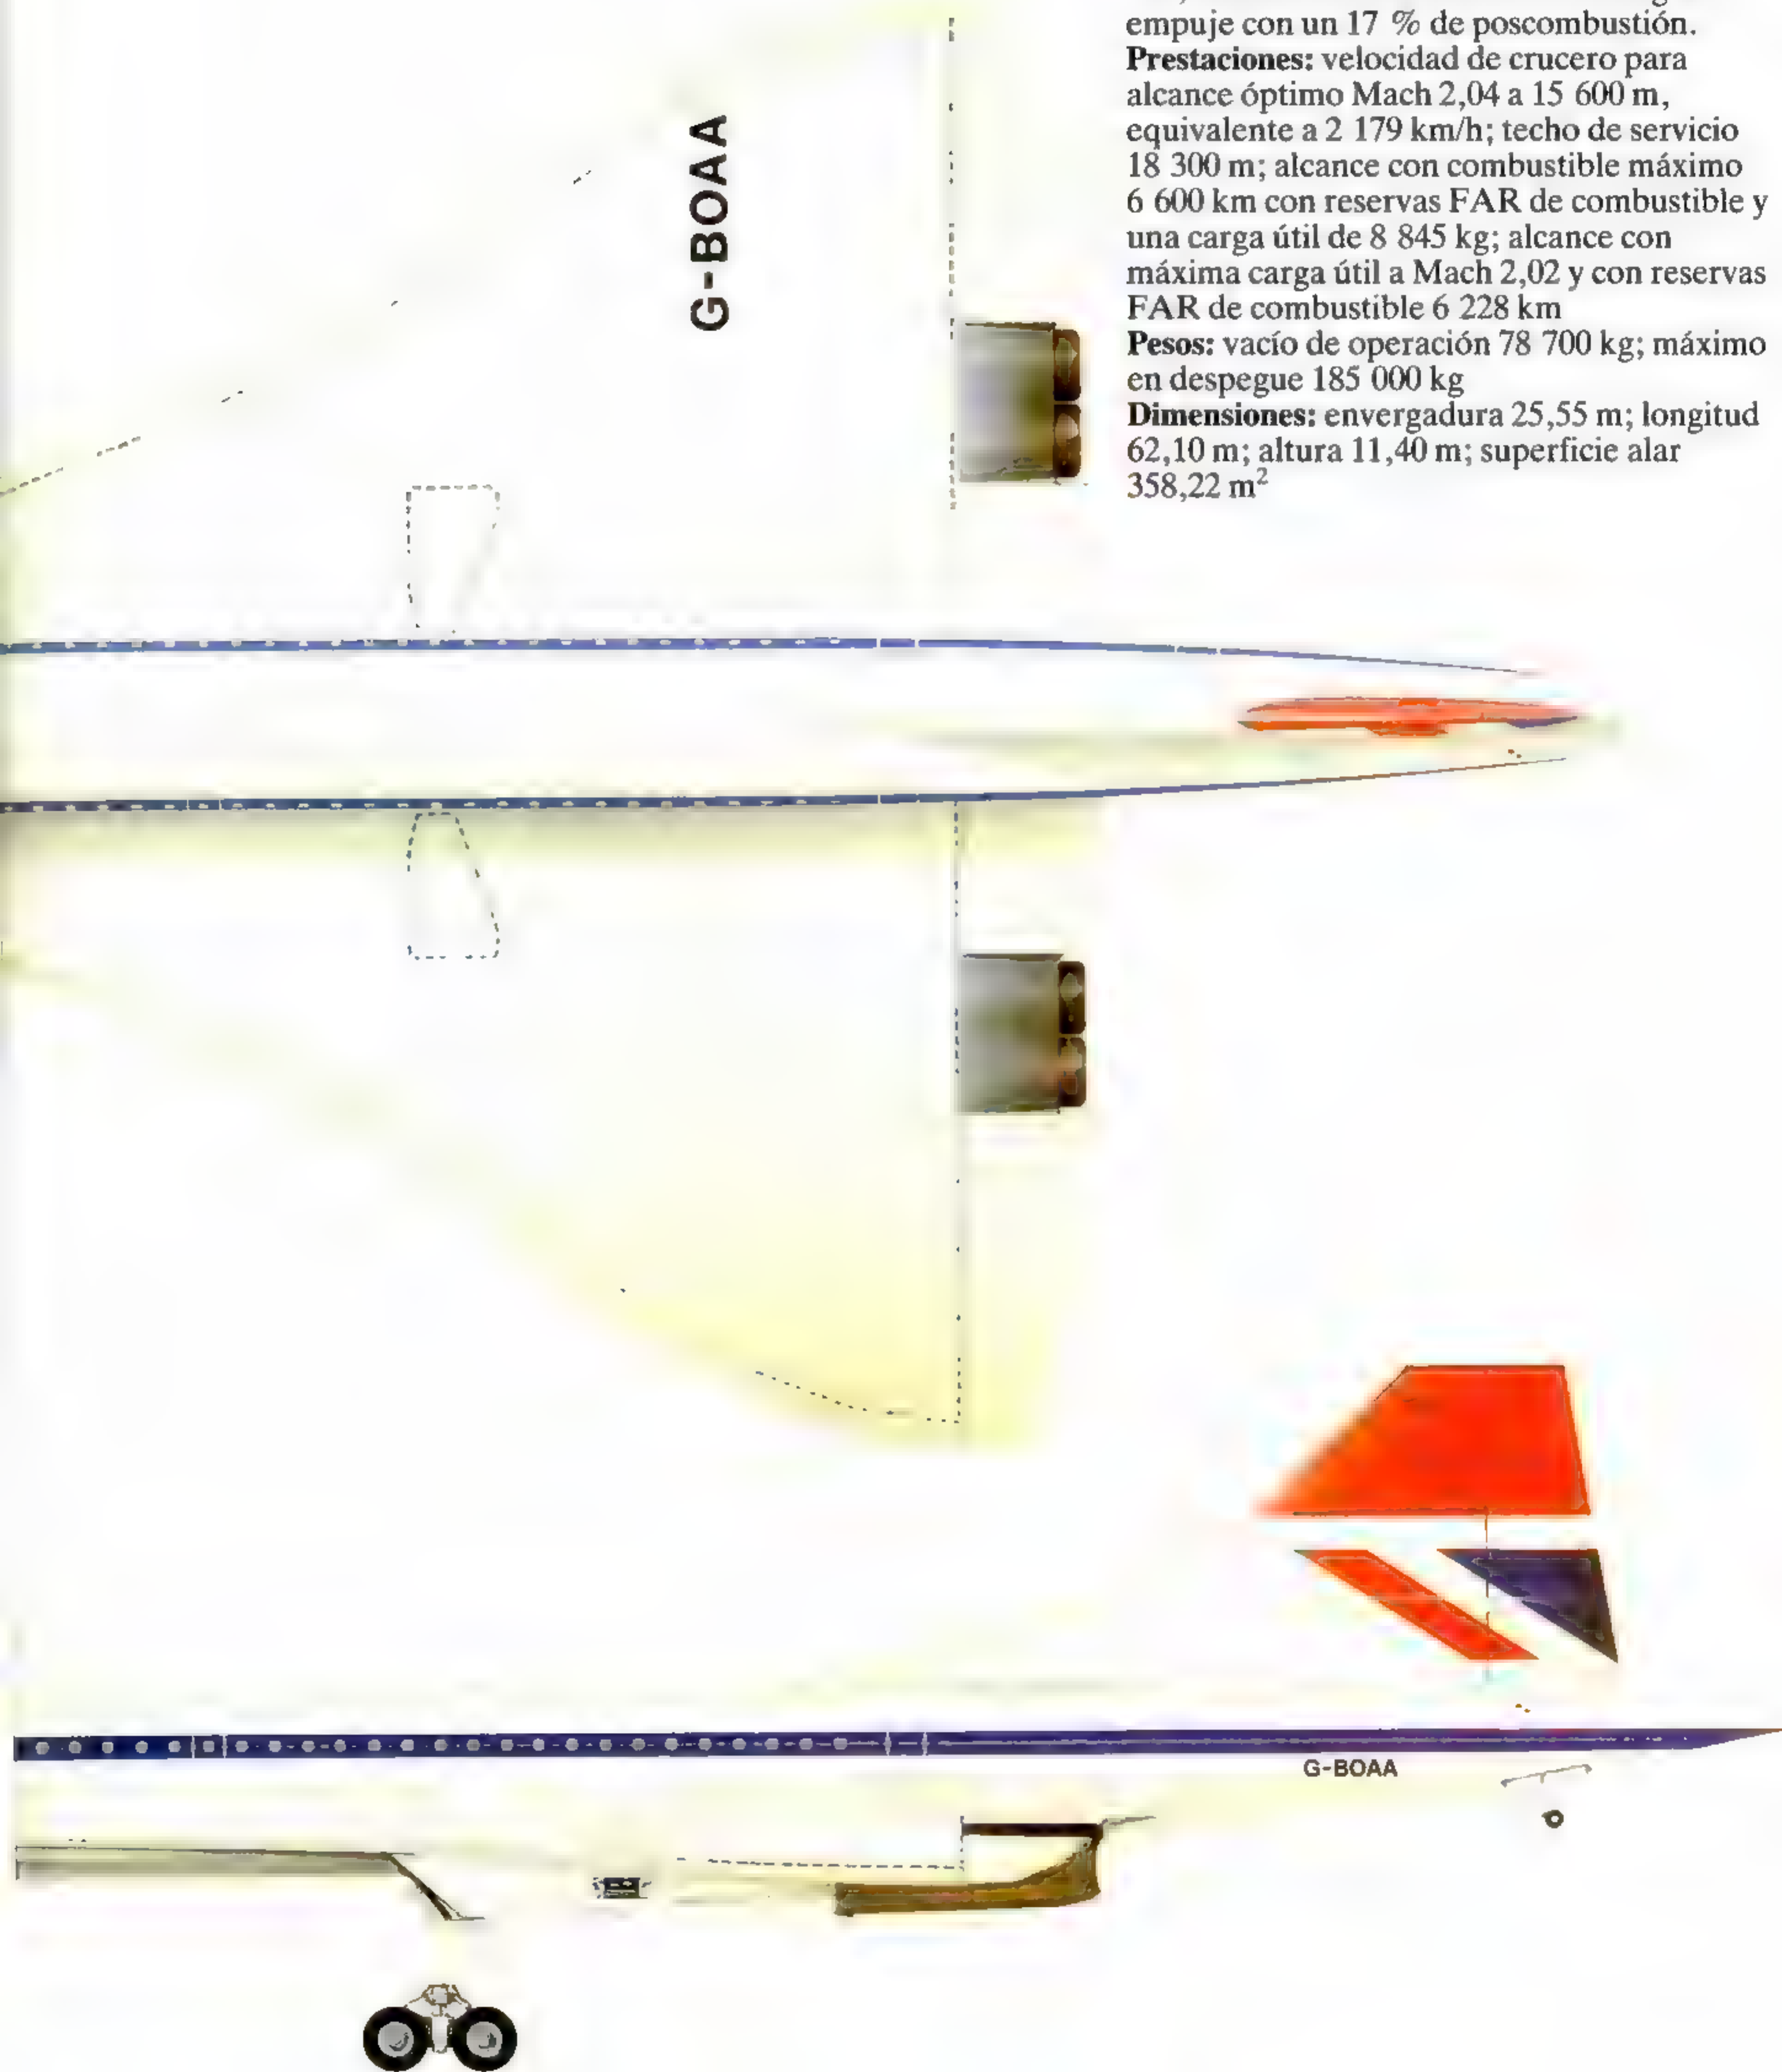 empuje con un 17 % de poscombustión.
Prestaciones: velocidad de crucero para
alcance óptimo Mach 2,04 a 15 600 m,
equivalente a 2 179 km/h; techo de servicio
18 300 m; alcance con combustible máximo
6 600 km con reservas FAR de combustible y
una carga útil de 8 845 kg; alcance con
máxima carga útil a Mach 2,02 y con reservas
FAR de combustible 6 228 km
Pesos: vacío de operación 78 700 kg; máximo
en despegue 185 000 kg
Dimensiones: envergadura 25,55 m; longitud
62,10 m; altura 11,40 m; superficie alar
358,22 m²
G-BOAA
G-BOAA